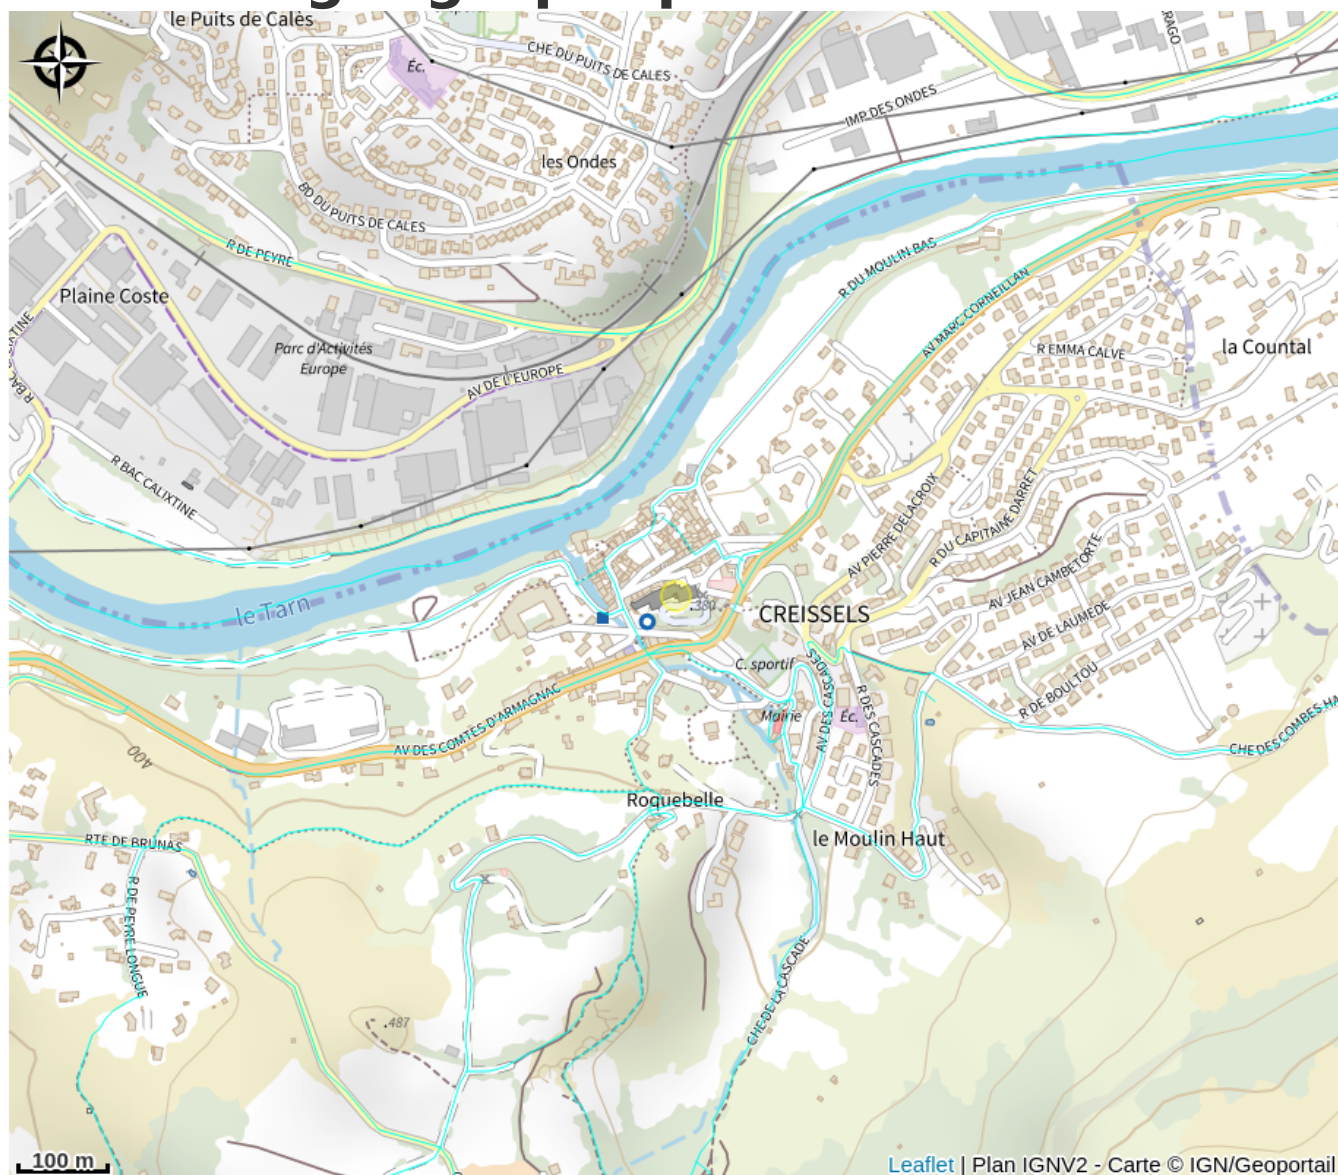 le Puits de Calès
Éc.
CHE DU PUITS DE CALES
IMP DES ONDES
les Ondes
BD DU PUITS DE CALES
R DE PEYRE
R DU MOULIN BAS
Plaine Coste
Parc d'Activités
Europe
AV DE L'EUROPE
AV MARC CORNEILLAN
R EMMA CALVE
la Countal
R BAC CALIXTINE
AV PIERRE DELACROIX
R DU CAPITAINE DARRET
AV JEAN CAMBETORTE
AV DE LAUMEDE
R DE BOULTOU
le Tarn
CREISSELS
C. sportif
Mairie
Éc.
AV DES CASCADES
R DES CASCADES
AV DES COMTES D'ARMAGNAC
400
Roquebelle
le Moulin Haut
RTE DE BRUNAS
R DE PEYRE LONGUE
CHE DE LA CASCADE
.487
100 m
Leaflet | Plan IGNV2 - Carte © IGN/Geoportail